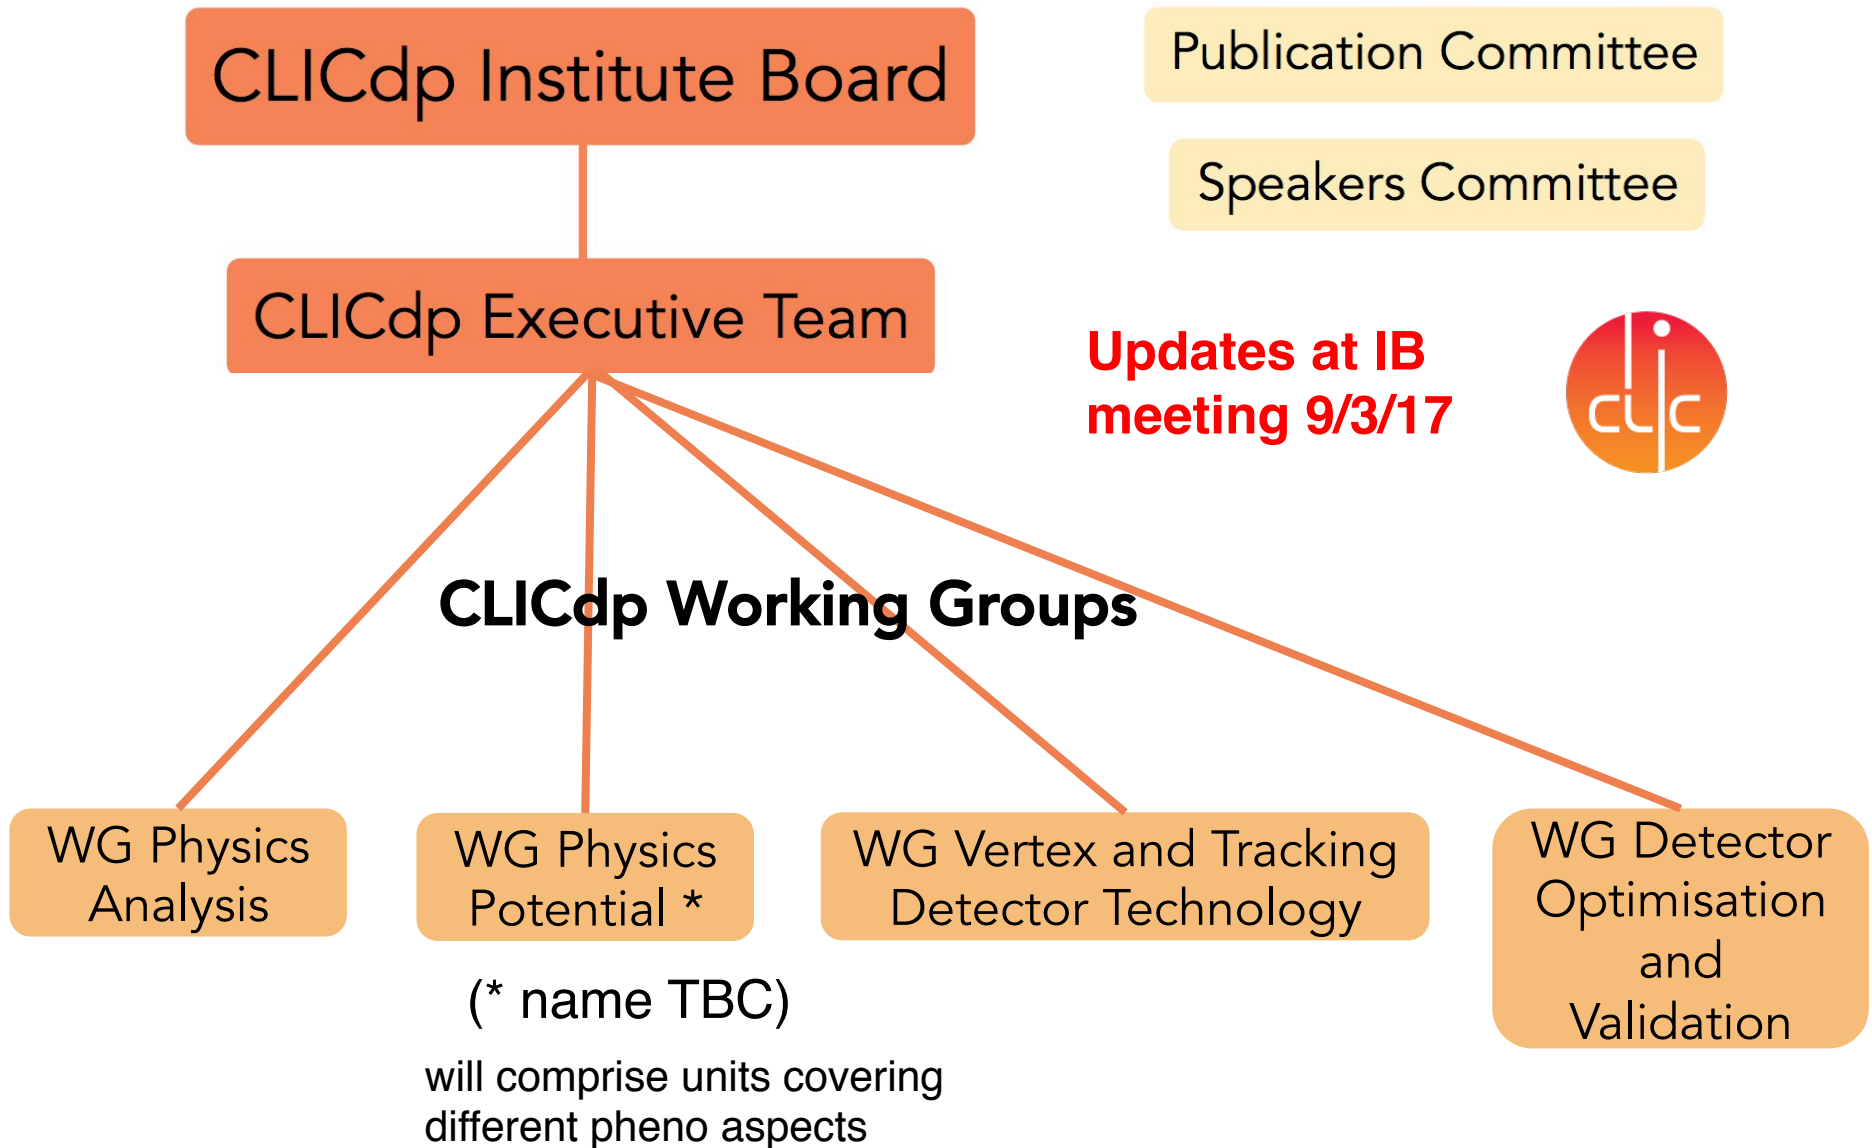 CLICdp Institute Board
Publication Committee
Speakers Committee
CLICdp Executive Team
Updates at IB
meeting 9/3/17
clic
CLICdp Working Groups
WG Physics
Analysis
WG Physics
Potential *
WG Vertex and Tracking
Detector Technology
WG Detector
Optimisation
and
Validation
(* name TBC)
will comprise units covering
different pheno aspects